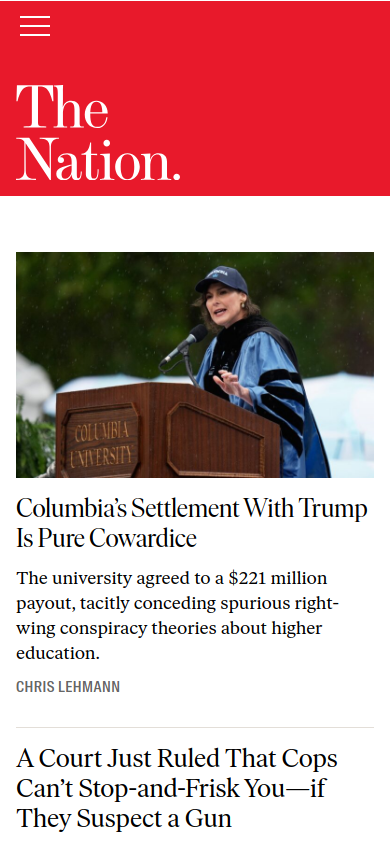 The
Nation.
COLUMBIA
UNIVERSITY
Columbia’s Settlement With Trump
Is Pure Cowardice
The university agreed to a $221 million
payout, tacitly conceding spurious right-
wing conspiracy theories about higher
education.
CHRIS LEHMANN
A Court Just Ruled That Cops
Can’t Stop-and-Frisk You—if
They Suspect a Gun